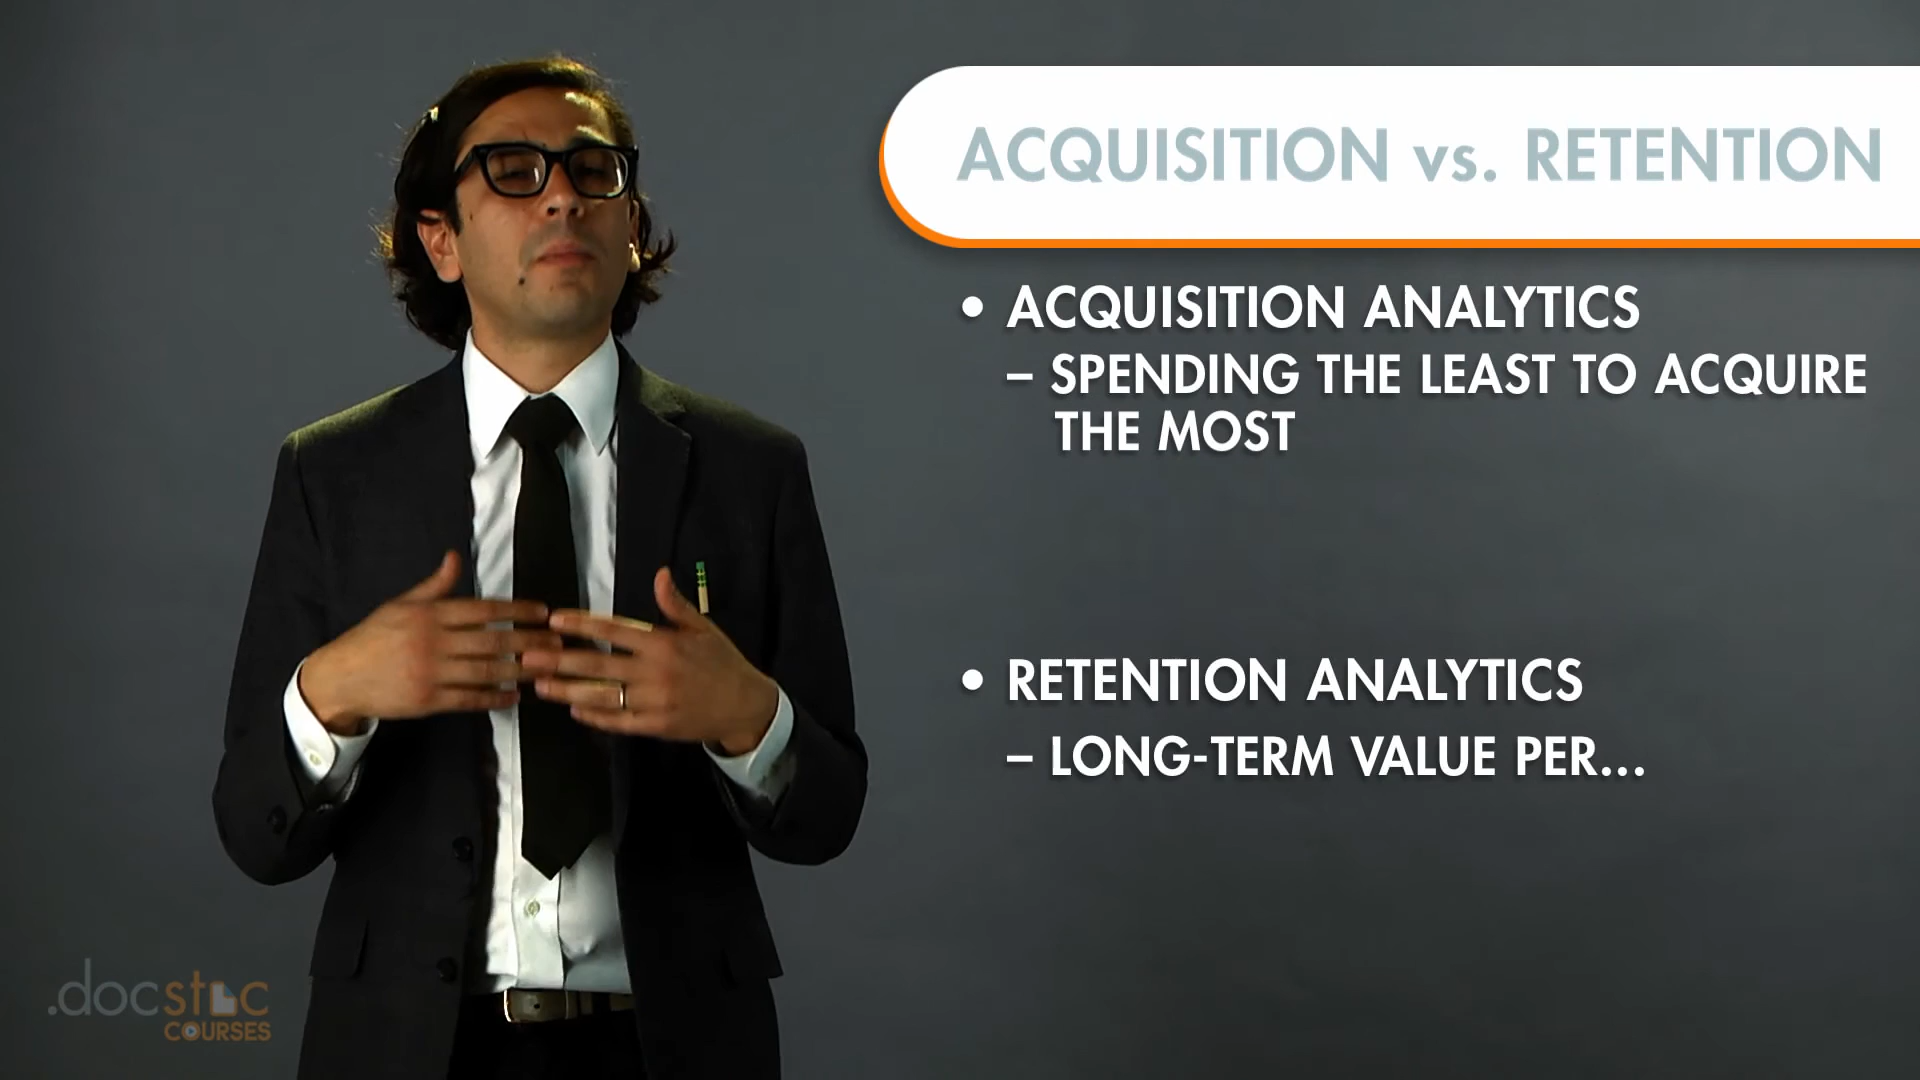 ACQUISITION vs. RETENTION
• ACQUISITION ANALYTICS
– SPENDING THE LEAST TO ACQUIRE
THE MOST
• RETENTION ANALYTICS
– LONG-TERM VALUE PER...
.docstoc
COURSES